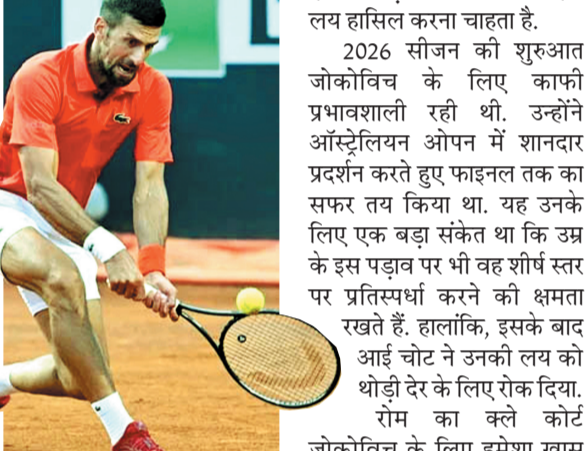 लय हासिल करना चाहता है.
2026 सीजन की शुरुआत
जोकोविच के लिए काफी
प्रभावशाली रही थी. उन्होंने
ऑस्ट्रेलियन ओपन में शानदार
प्रदर्शन करते हुए फाइनल तक का
सफर तय किया था. यह उनके
लिए एक बड़ा संकेत था कि उम्र
के इस पड़ाव पर भी वह शीर्ष स्तर
पर प्रतिस्पर्धा करने की क्षमता
रखते हैं. हालांकि, इसके बाद
आई चोट ने उनकी लय को
थोड़ी देर के लिए रोक दिया.
रोम का क्ले कोर्ट
जोकोविच के लिए हमेशा खास